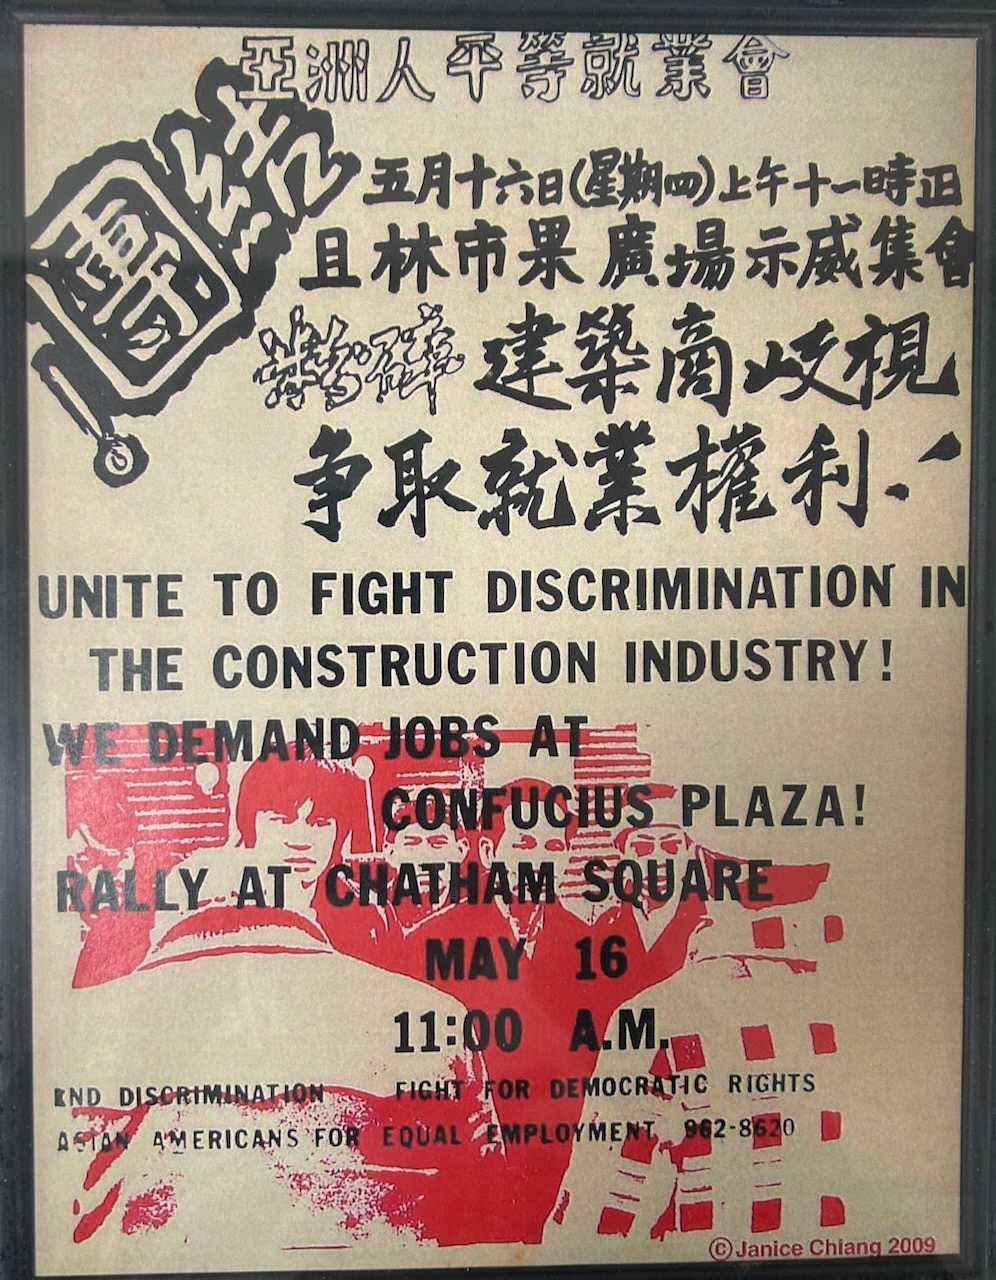 亞洲人平等就業會
團結
五月十六日(星期四)上午十一時正
且林市果廣場示威集會
建築商歧視
争取就業權利!
UNITE TO FIGHT DISCRIMINATION IN
THE CONSTRUCTION INDUSTRY!
WE DEMAND JOBS AT
CONFUCIUS PLAZA!
RALLY AT CHATHAM SQUARE
MAY 16
11:00 A.M.
END DISCRIMINATION FIGHT FOR DEMOCRATIC RIGHTS
ASIAN AMERICANS FOR EQUAL EMPLOYMENT 962-8620
© Janice Chiang 2009